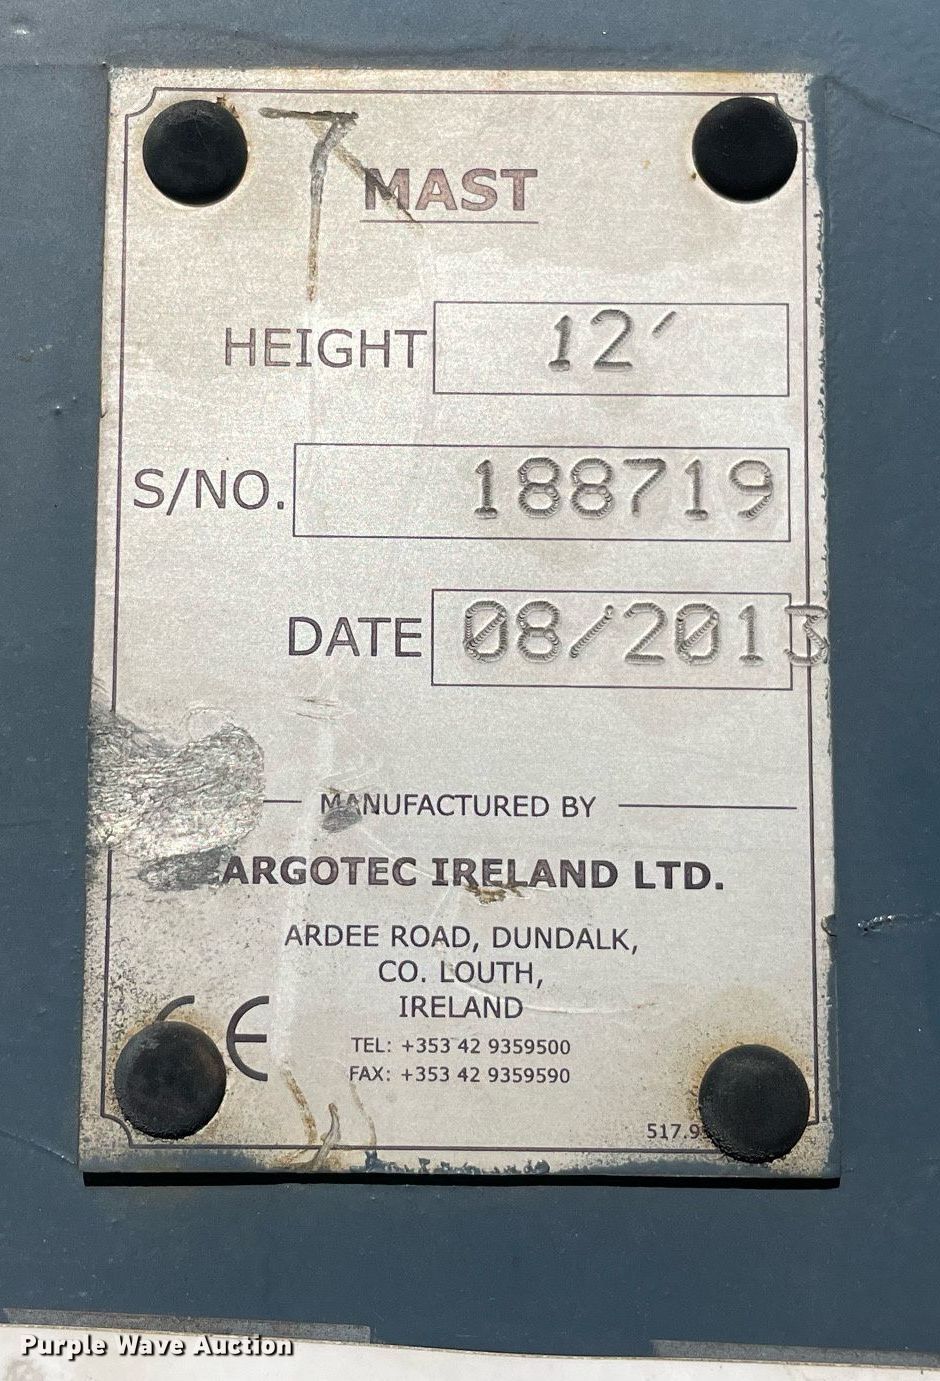 MAST
HEIGHT 12'
S/NO. 188719
DATE 08/2013
MANUFACTURED BY
ARGOTEC IRELAND LTD.
ARDEE ROAD, DUNDALK,
CO. LOUTH,
IRELAND
CE
TEL: +353 42 9359500
FAX: +353 42 9359590
Purple Wave Auction